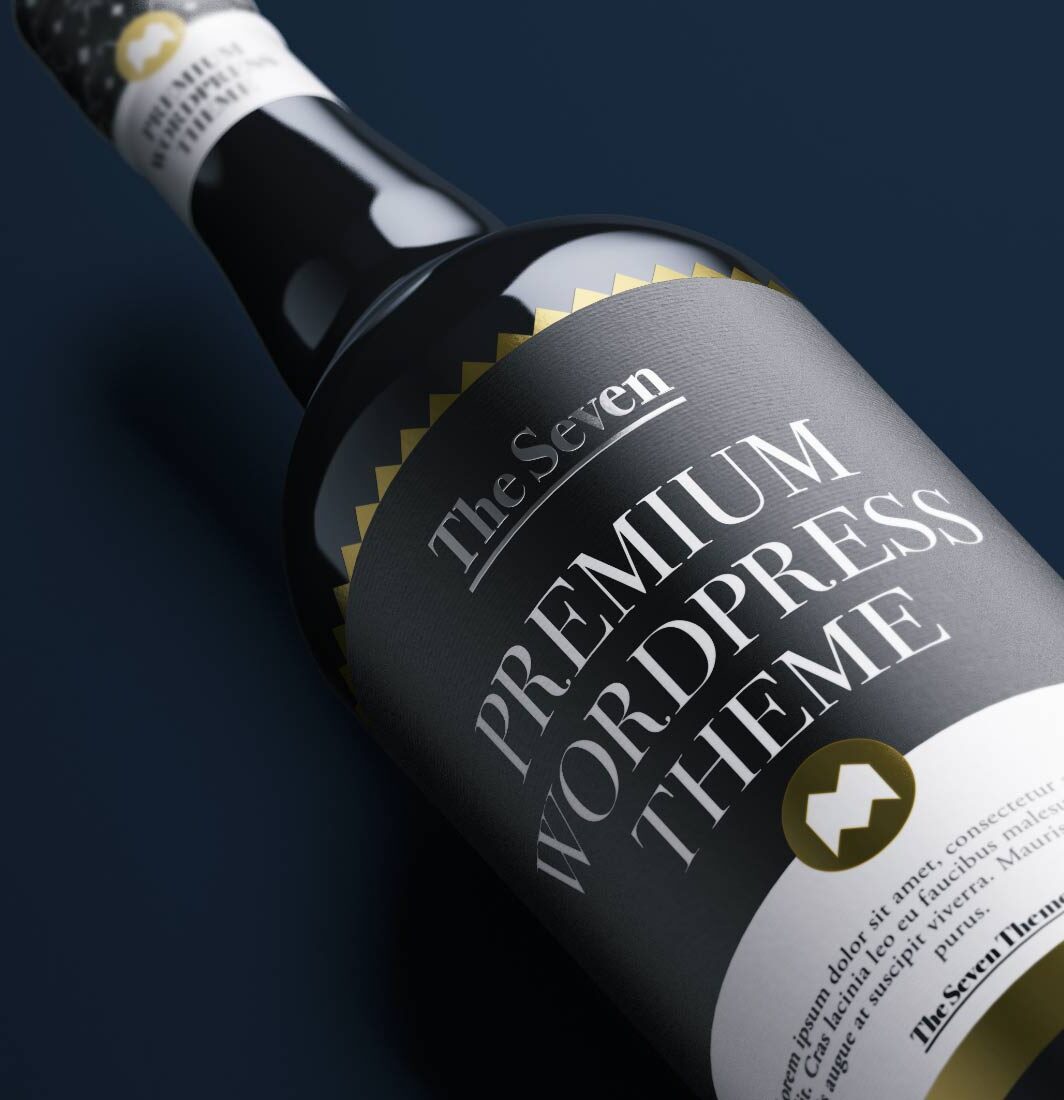 PREMIUM
WORDPRESS
THEME
The Seven
PREMIUM
WORDPRESS
THEME
orem ipsum dolor sit amet, consectetur
it. Cras lacinia leo eu faucibus males
s augue at suscipit viverra. Mauris
purus.
The Seven Theme